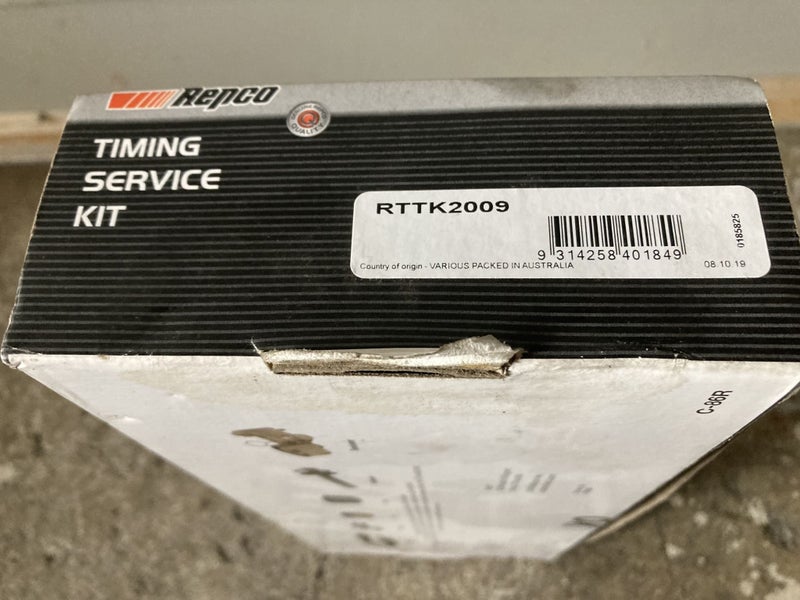 Repco
QUALITY
TIMING
SERVICE
KIT
RTTK2009
9 314258 401849
0185825
Country of origin - VARIOUS PACKED IN AUSTRALIA
08.10.19
C-86R